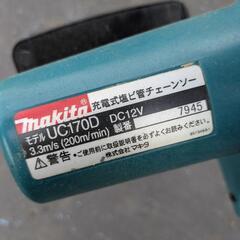 makita 充電式塩ビ管チェーンソー
モデル UC170D DC12V
3.3m/s (200m/min) 製番 7945
⚠警告・ご使用前に取扱説明書を必ずよくお読みください。
株式会社 マキタ